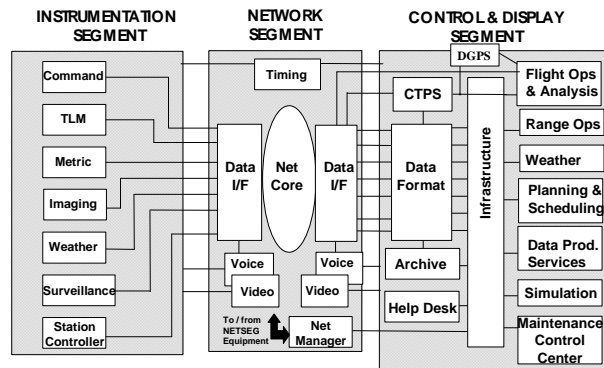 INSTRUMENTATION
SEGMENT
NETWORK
SEGMENT
CONTROL & DISPLAY
SEGMENT
Command
TLM
Metric
Imaging
Weather
Surveillance
Station
Controller
Timing
Data
I/F
Net
Core
Data
I/F
Voice
Video
Voice
Video
To / from
NETSEG
Equipment
Net
Manager
DGPS
CTPS
Data
Format
Archive
Help Desk
Infrastructure
Flight Ops
& Analysis
Range Ops
Weather
Planning &
Scheduling
Data Prod.
Services
Simulation
Maintenance
Control
Center